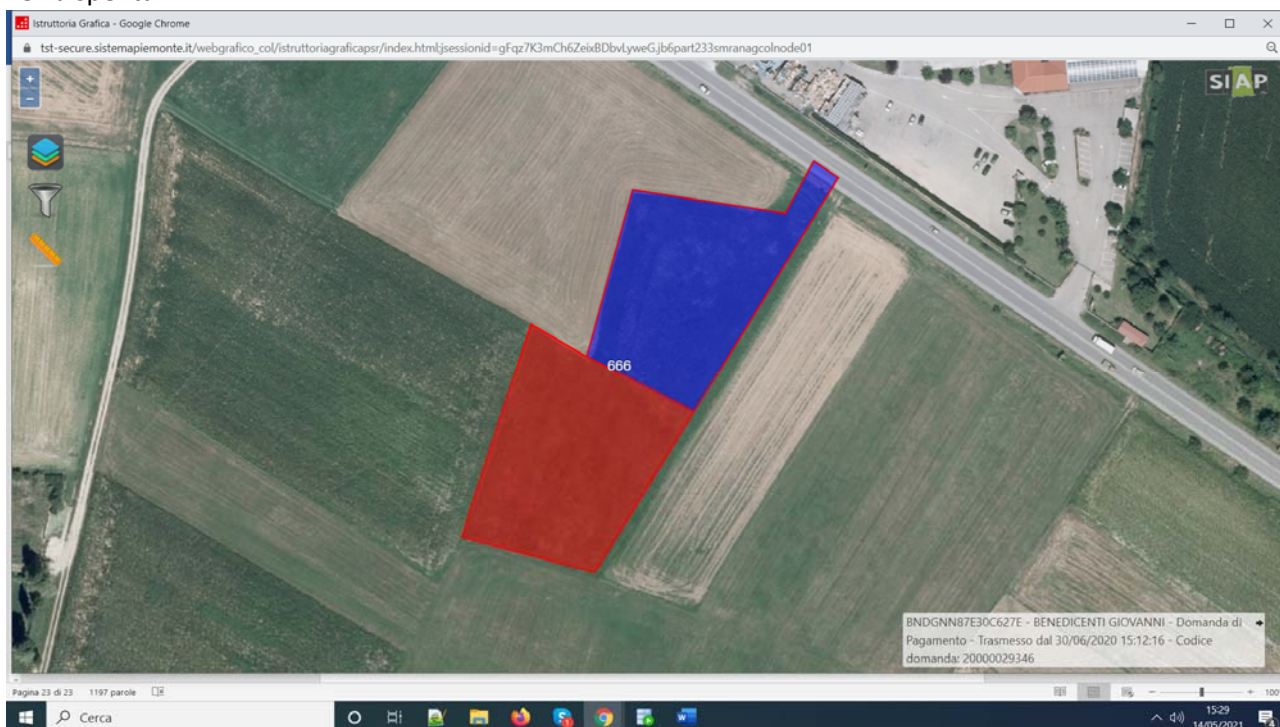 Istruttoria Grafica - Google Chrome
tst-secure.sistemapiemonte.it/webgrafico_col/istruttoriagraficapsr/index.html;jsessionid=gFqz7K3mCh6ZeixBDbvLyweG.jb6part233smranagcolnode01
+
SIAP
−
666
BNDGNN87E30C627E - BENEDICENTI GIOVANNI - Domanda di
Pagamento - Trasmesso dal 30/06/2020 15:12:16 - Codice
domanda: 20000029346
Pagina 23 di 23 1197 parole
100%
Cerca
15:29
14/05/2021